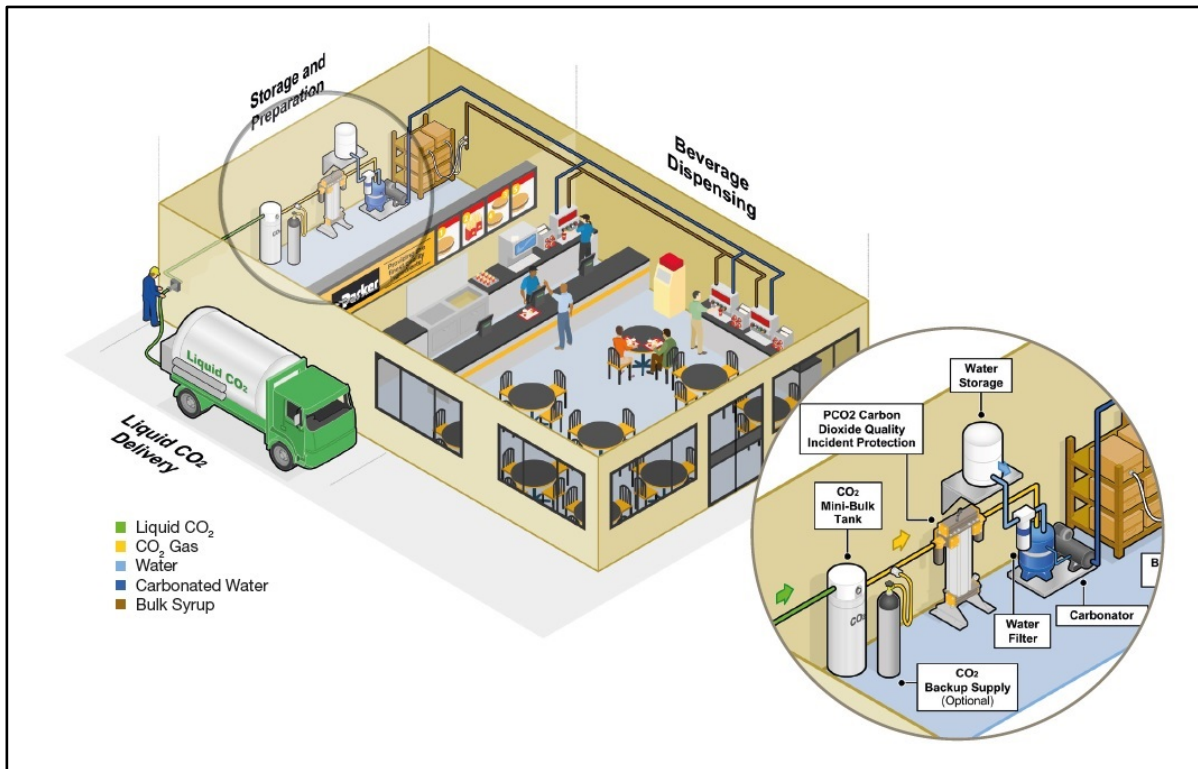 Storage and
Preparation
Beverage
Dispensing
Parker
Liquid CO₂
Liquid CO₂
Delivery
Liquid CO₂
CO₂ Gas
Water
Carbonated Water
Bulk Syrup
Water
Storage
PCO2 Carbon
Dioxide Quality
Incident Protection
CO₂
Mini-Bulk
Tank
CO₂
Water
Filter
Carbonator
B
CO₂
Backup Supply
(Optional)